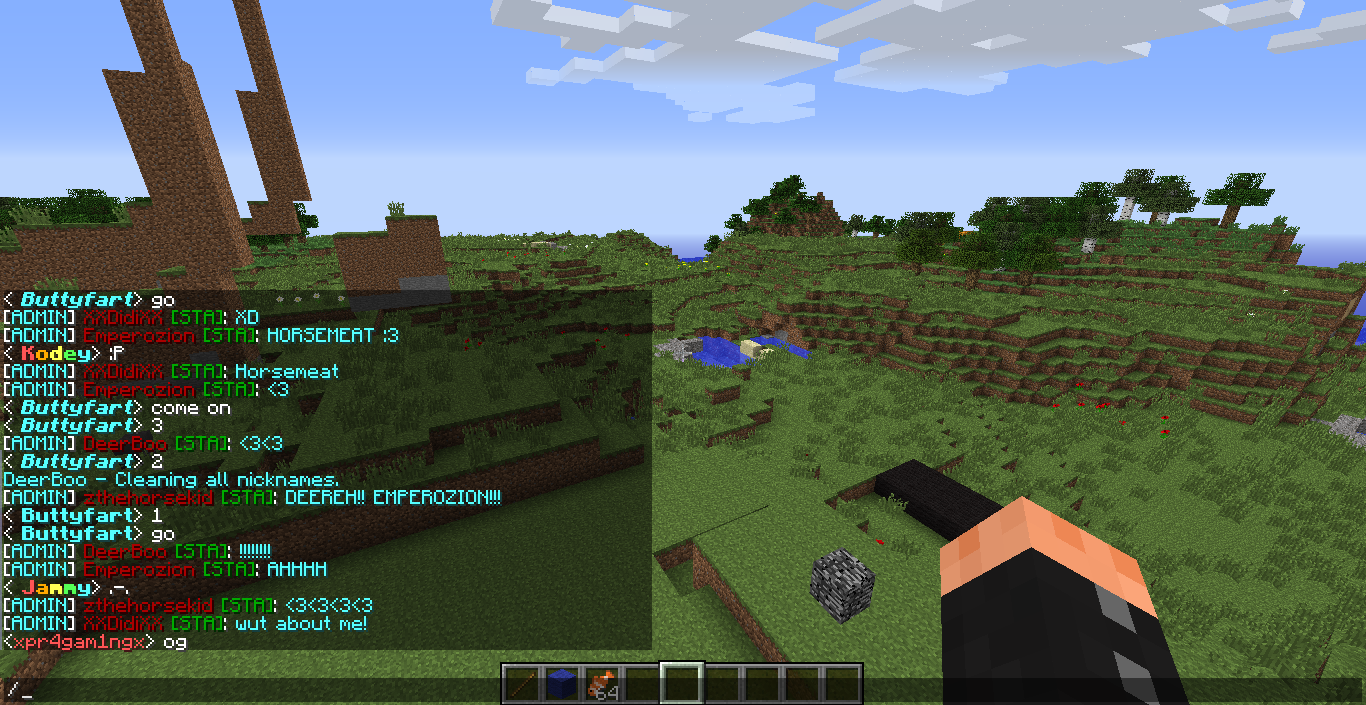 < Buttyfart> go
[ADMIN] XXDidiXX [STA]: XD
[ADMIN] Emperozion [STA]: HORSEMEAT :3
< Kodey> :P
[ADMIN] XXDidiXX [STA]: Horsemeat
[ADMIN] Emperozion [STA]: <3
< Buttyfart> come on
< Buttyfart> 3
[ADMIN] DeerBoo [STA]: <3<3
< Buttyfart> 2
DeerBoo - Cleaning all nicknames.
[ADMIN] zthehorsekid [STA]: DEEREH!! EMPEROZION!!!
< Buttyfart> 1
< Buttyfart> go
[ADMIN] DeerBoo [STA]: !!!!!!!!
[ADMIN] Emperozion [STA]: AHHHH
< Jammy> .-.
[ADMIN] zthehorsekid [STA]: <3<3<3<3
[ADMIN] XXDidiXX [STA]: wut about me!
<xpr4gam1ngx> og
/_
64